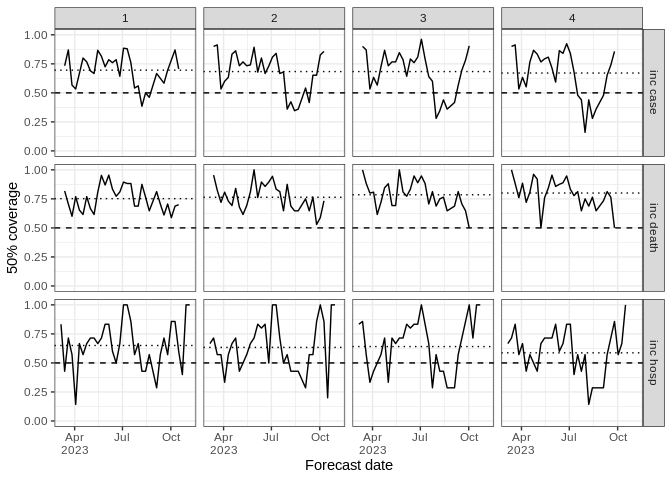 1 2 3 4
1.00
0.75
0.50
0.25
0.00
inc case
1.00
0.75
0.50
0.25
0.00
inc death
1.00
0.75
0.50
0.25
0.00
inc hosp
50% coverage
Apr Jul Oct Apr Jul Oct Apr Jul Oct Apr Jul Oct
2023 2023 2023 2023
Forecast date